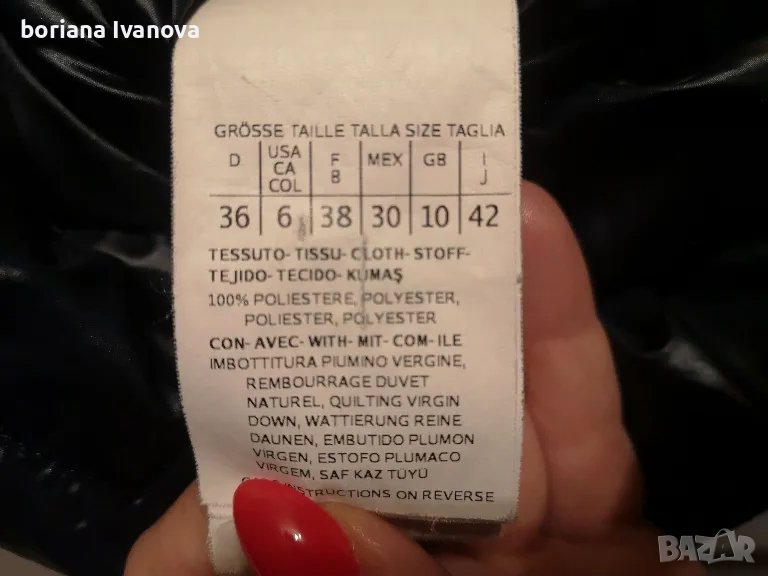 boriana Ivanova
GRÖSSE TAILLE TALLA SIZE TAGLIA
D USA CA COL F B MEX GB I J
36 6 38 30 10 42
TESSUTO- TISSU- CLOTH- STOFF-
TEJIDO- TECIDO- KUMAŞ
100% POLIESTERE, POLYESTER,
POLIESTER, POLYESTER
CON- AVEC- WITH- MIT- COM- ILE
IMBOTTITURA PIUMINO VERGINE,
REMBOURRAGE DUVET
NATUREL, QUILTING VIRGIN
DOWN, WATTIERUNG REINE
DAUNEN, EMBUTIDO PLUMON
VIRGEN, ESTOFO PLUMACO
VIRGEM, SAF KAZ TÜYÜ
INSTRUCTIONS ON REVERSE
BAZAR